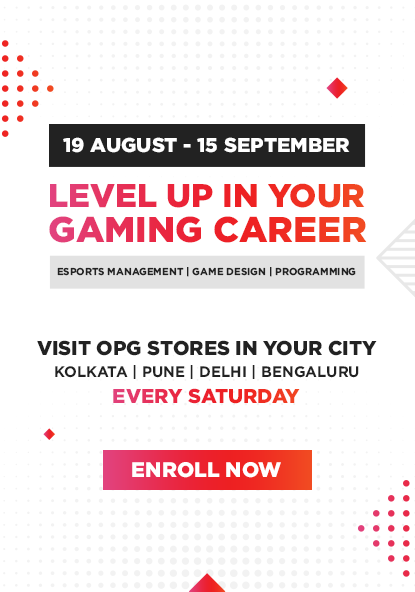 19 AUGUST - 15 SEPTEMBER
LEVEL UP IN YOUR
GAMING CAREER
ESPORTS MANAGEMENT | GAME DESIGN | PROGRAMMING
VISIT OPG STORES IN YOUR CITY
KOLKATA | PUNE | DELHI | BENGALURU
EVERY SATURDAY
ENROLL NOW